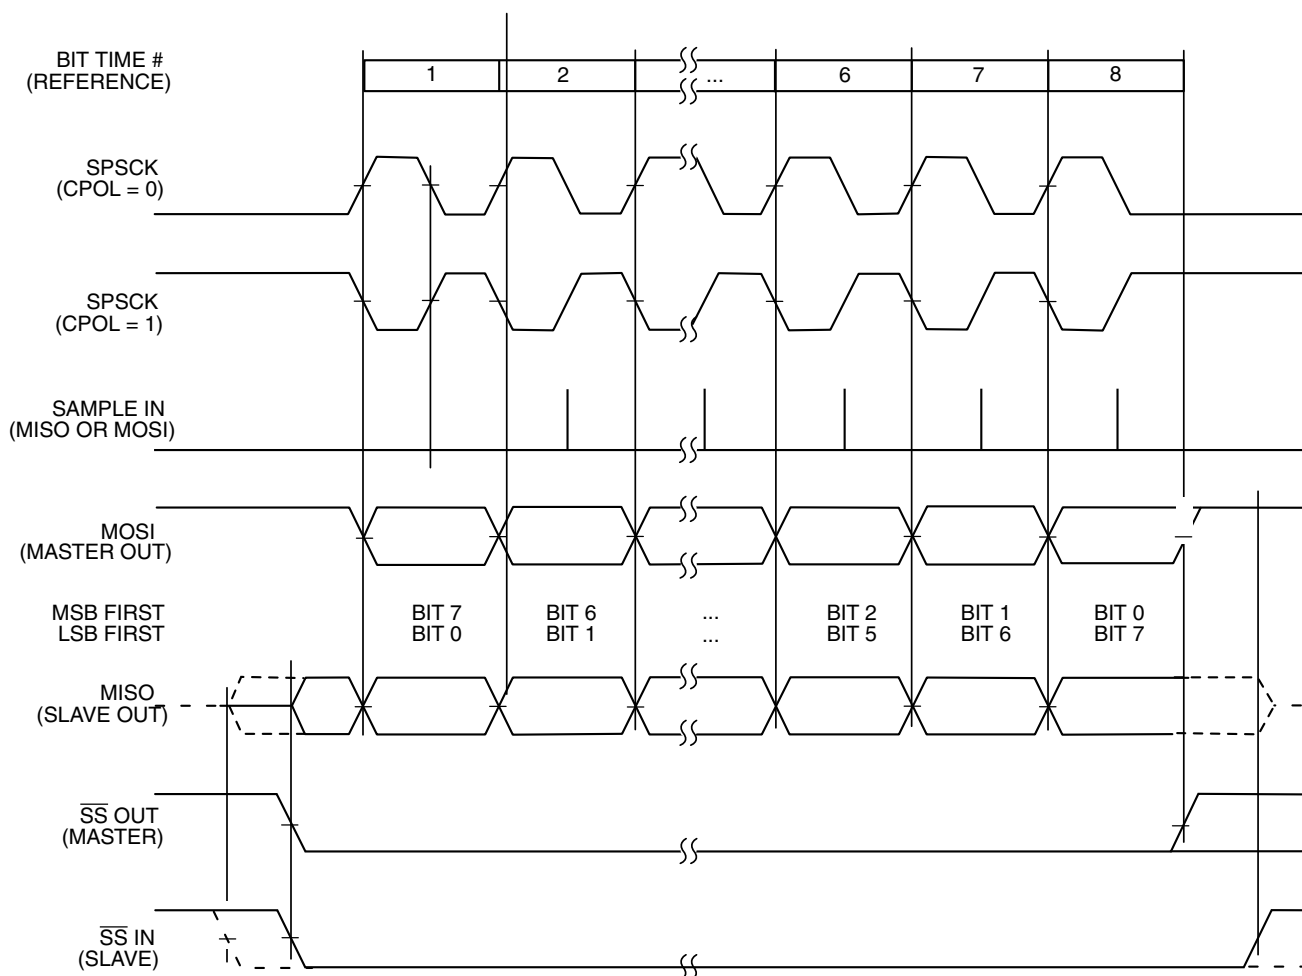 BIT TIME #
(REFERENCE)
1 2 ... 6 7 8
SPSCK
(CPOL = 0)
SPSCK
(CPOL = 1)
SAMPLE IN
(MISO OR MOSI)
MOSI
(MASTER OUT)
MSB FIRST BIT 7 BIT 6 ... BIT 2 BIT 1 BIT 0
LSB FIRST BIT 0 BIT 1 ... BIT 5 BIT 6 BIT 7
MISO
(SLAVE OUT)
SS OUT
(MASTER)
SS IN
(SLAVE)